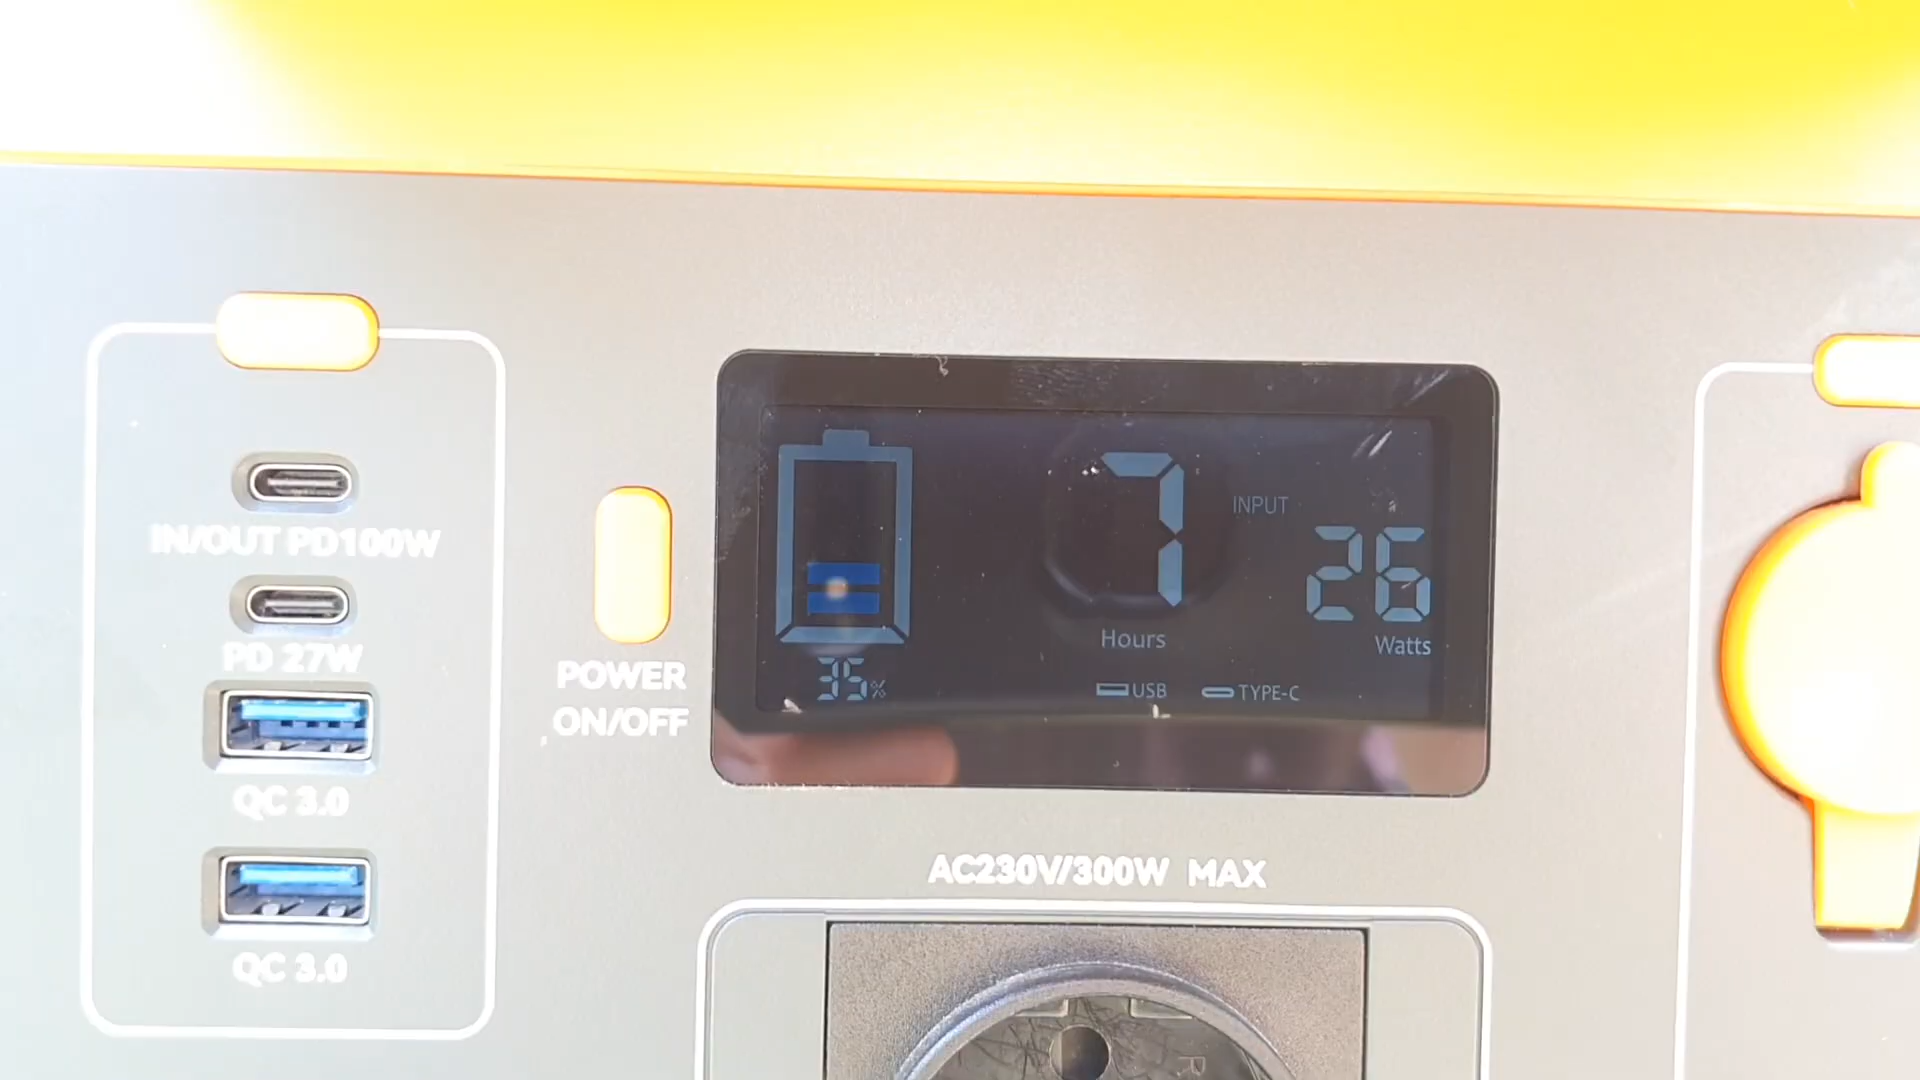 IN/OUT PD100W
PD 27W
QC 3.0
QC 3.0
POWER
ON/OFF
35%
7
Hours
INPUT
26
Watts
USB
TYPE-C
AC230V/300W MAX